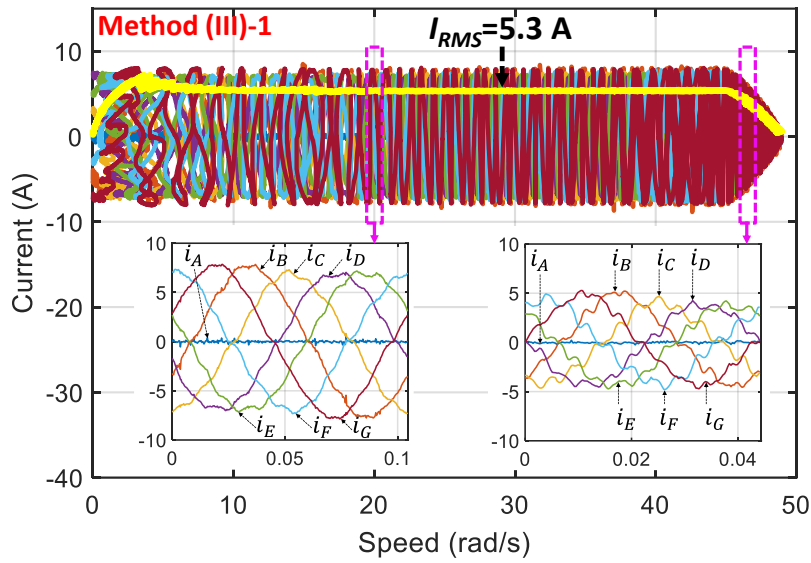 Method (III)-1
I_RMS=5.3 A
Current (A)
10
0
-10
-20
-30
-40
0
10
20
30
40
50
Speed (rad/s)
10
5
0
-5
-10
0
0.05
0.1
i_A
i_B
i_C
i_D
i_E
i_F
i_G
10
5
0
-5
-10
0
0.02
0.04
i_A
i_B
i_C
i_D
i_E
i_F
i_G